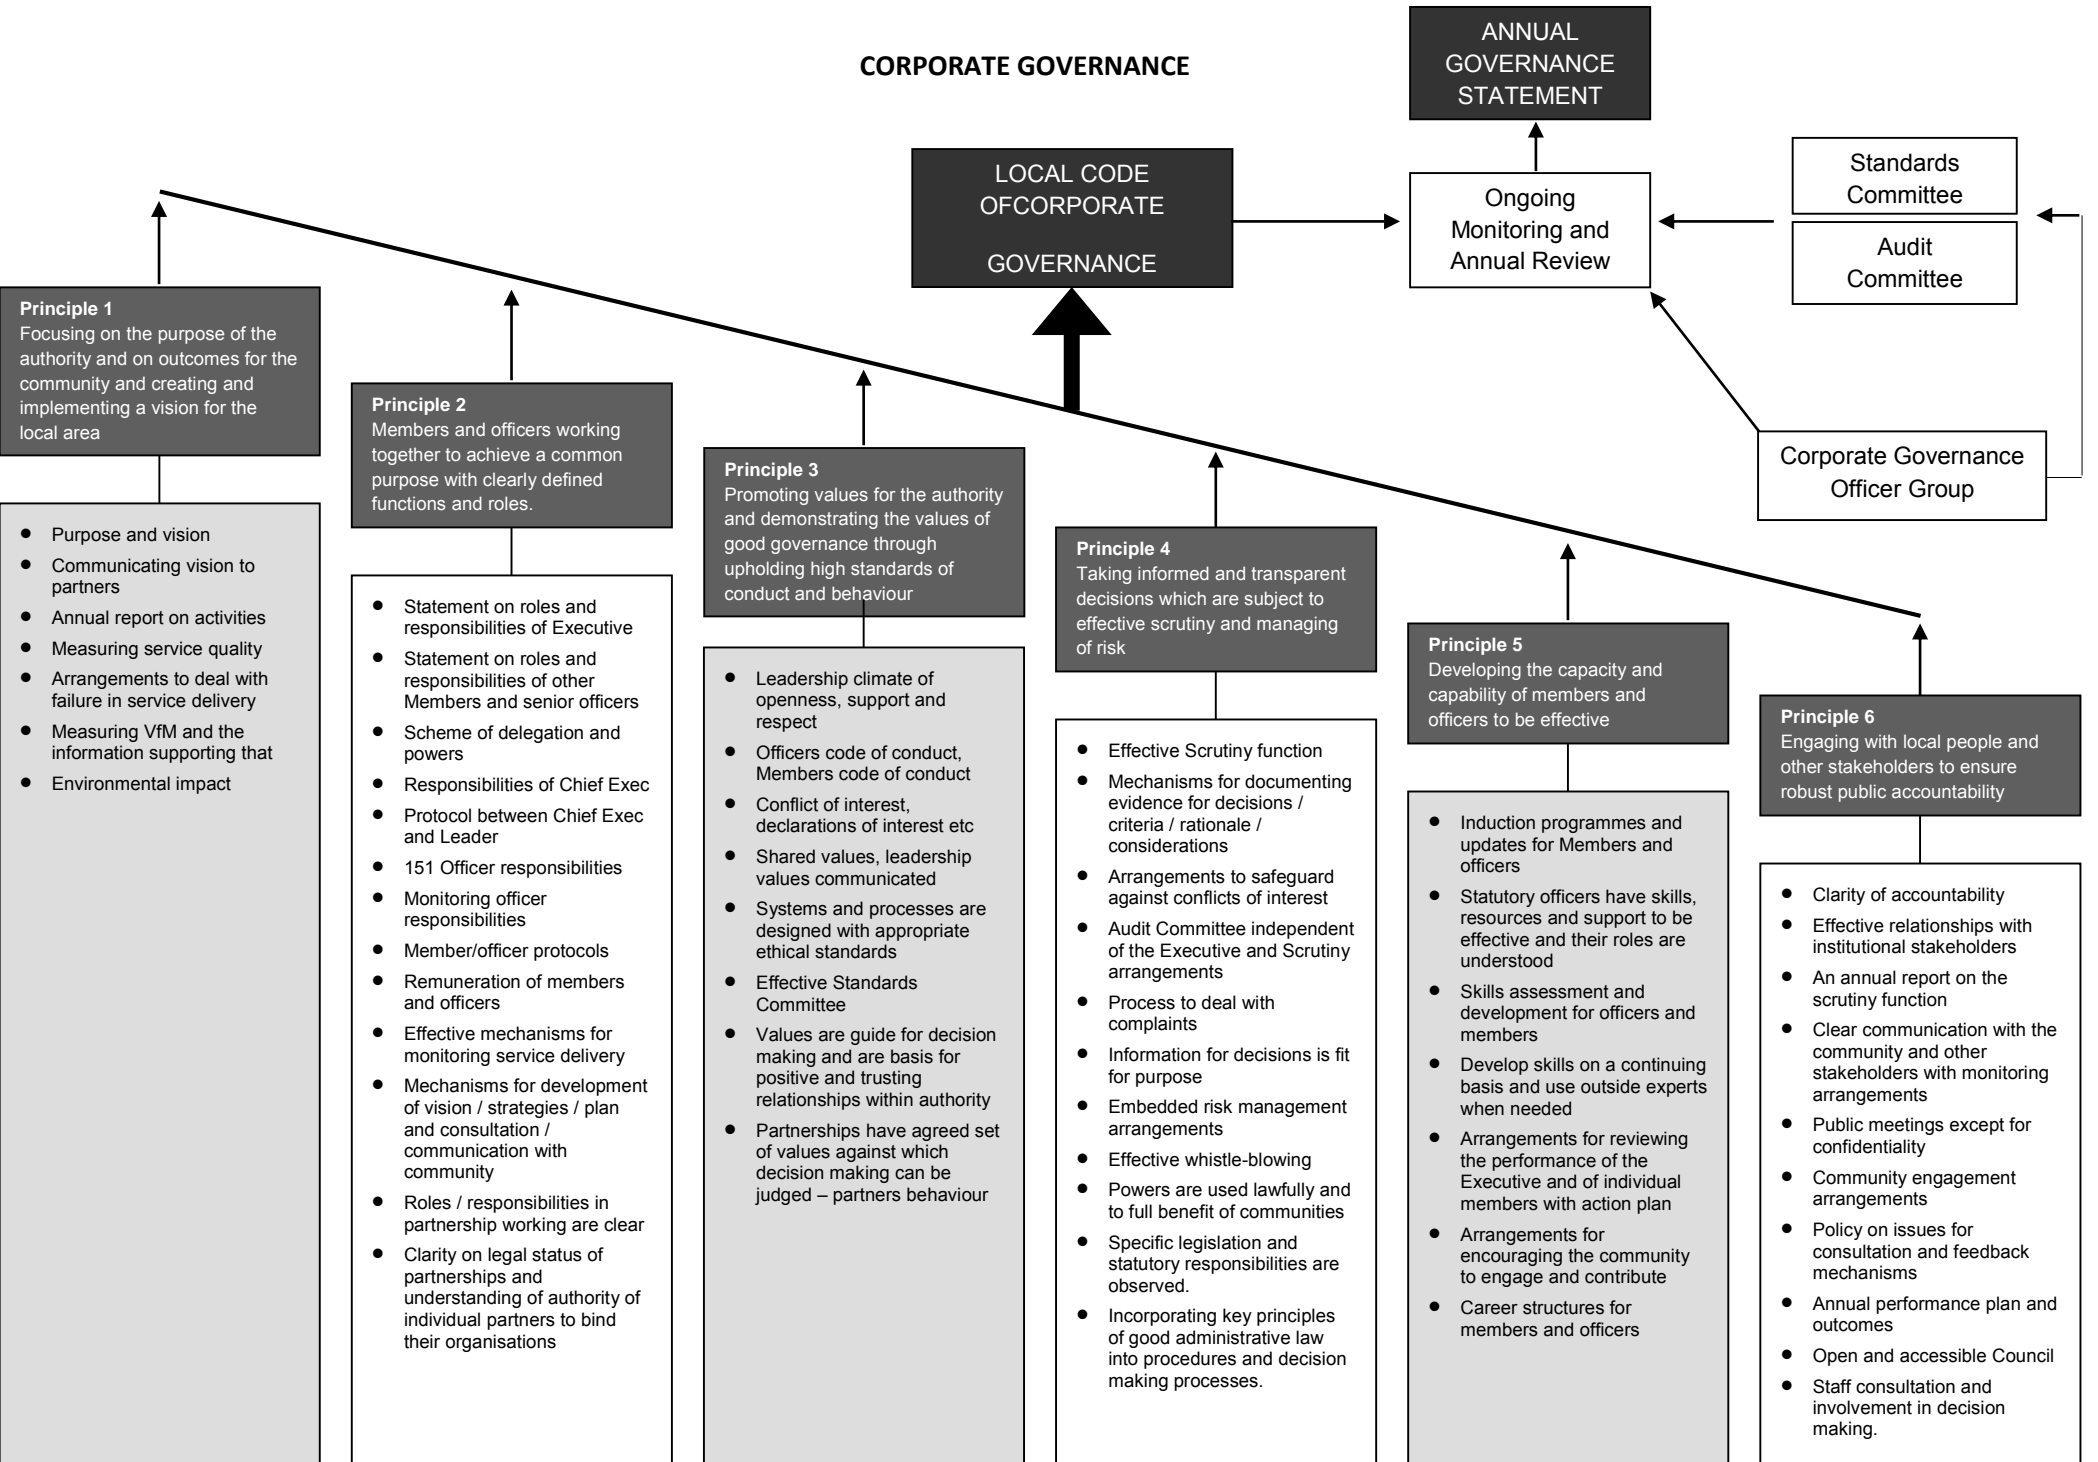 CORPORATE GOVERNANCE
ANNUAL
GOVERNANCE
STATEMENT
LOCAL CODE
OFCORPORATE
GOVERNANCE
Ongoing
Monitoring and
Annual Review
Standards
Committee
Audit
Committee
Corporate Governance
Officer Group
Principle 1
Focusing on the purpose of the
authority and on outcomes for the
community and creating and
implementing a vision for the
local area
● Purpose and vision
● Communicating vision to
partners
● Annual report on activities
● Measuring service quality
● Arrangements to deal with
failure in service delivery
● Measuring VfM and the
information supporting that
● Environmental impact
Principle 2
Members and officers working
together to achieve a common
purpose with clearly defined
functions and roles.
● Statement on roles and
responsibilities of Executive
● Statement on roles and
responsibilities of other
Members and senior officers
● Scheme of delegation and
powers
● Responsibilities of Chief Exec
● Protocol between Chief Exec
and Leader
● 151 Officer responsibilities
● Monitoring officer
responsibilities
● Member/officer protocols
● Remuneration of members
and officers
● Effective mechanisms for
monitoring service delivery
● Mechanisms for development
of vision / strategies / plan
and consultation /
communication with
community
● Roles / responsibilities in
partnership working are clear
● Clarity on legal status of
partnerships and
understanding of authority of
individual partners to bind
their organisations
Principle 3
Promoting values for the authority
and demonstrating the values of
good governance through
upholding high standards of
conduct and behaviour
● Leadership climate of
openness, support and
respect
● Officers code of conduct,
Members code of conduct
● Conflict of interest,
declarations of interest etc
● Shared values, leadership
values communicated
● Systems and processes are
designed with appropriate
ethical standards
● Effective Standards
Committee
● Values are guide for decision
making and are basis for
positive and trusting
relationships within authority
● Partnerships have agreed set
of values against which
decision making can be
judged – partners behaviour
Principle 4
Taking informed and transparent
decisions which are subject to
effective scrutiny and managing
of risk
● Effective Scrutiny function
● Mechanisms for documenting
evidence for decisions /
criteria / rationale /
considerations
● Arrangements to safeguard
against conflicts of interest
● Audit Committee independent
of the Executive and Scrutiny
arrangements
● Process to deal with
complaints
● Information for decisions is fit
for purpose
● Embedded risk management
arrangements
● Effective whistle-blowing
● Powers are used lawfully and
to full benefit of communities
● Specific legislation and
statutory responsibilities are
observed.
● Incorporating key principles
of good administrative law
into procedures and decision
making processes.
Principle 5
Developing the capacity and
capability of members and
officers to be effective
● Induction programmes and
updates for Members and
officers
● Statutory officers have skills,
resources and support to be
effective and their roles are
understood
● Skills assessment and
development for officers and
members
● Develop skills on a continuing
basis and use outside experts
when needed
● Arrangements for reviewing
the performance of the
Executive and of individual
members with action plan
● Arrangements for
encouraging the community
to engage and contribute
● Career structures for
members and officers
Principle 6
Engaging with local people and
other stakeholders to ensure
robust public accountability
● Clarity of accountability
● Effective relationships with
institutional stakeholders
● An annual report on the
scrutiny function
● Clear communication with the
community and other
stakeholders with monitoring
arrangements
● Public meetings except for
confidentiality
● Community engagement
arrangements
● Policy on issues for
consultation and feedback
mechanisms
● Annual performance plan and
outcomes
● Open and accessible Council
● Staff consultation and
involvement in decision
making.